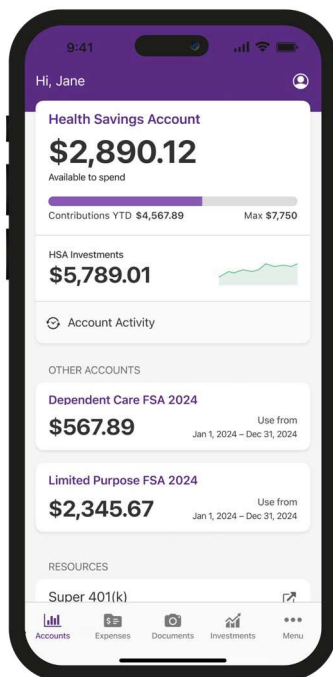 9:41
Hi, Jane
Health Savings Account
$2,890.12
Available to spend
Contributions YTD $4,567.89 Max $7,750
HSA Investments
$5,789.01
Account Activity
OTHER ACCOUNTS
Dependent Care FSA 2024
$567.89
Use from
Jan 1, 2024 – Dec 31, 2024
Limited Purpose FSA 2024
$2,345.67
Use from
Jan 1, 2024 – Dec 31, 2024
RESOURCES
Super 401(k)
Accounts Expenses Documents Investments Menu